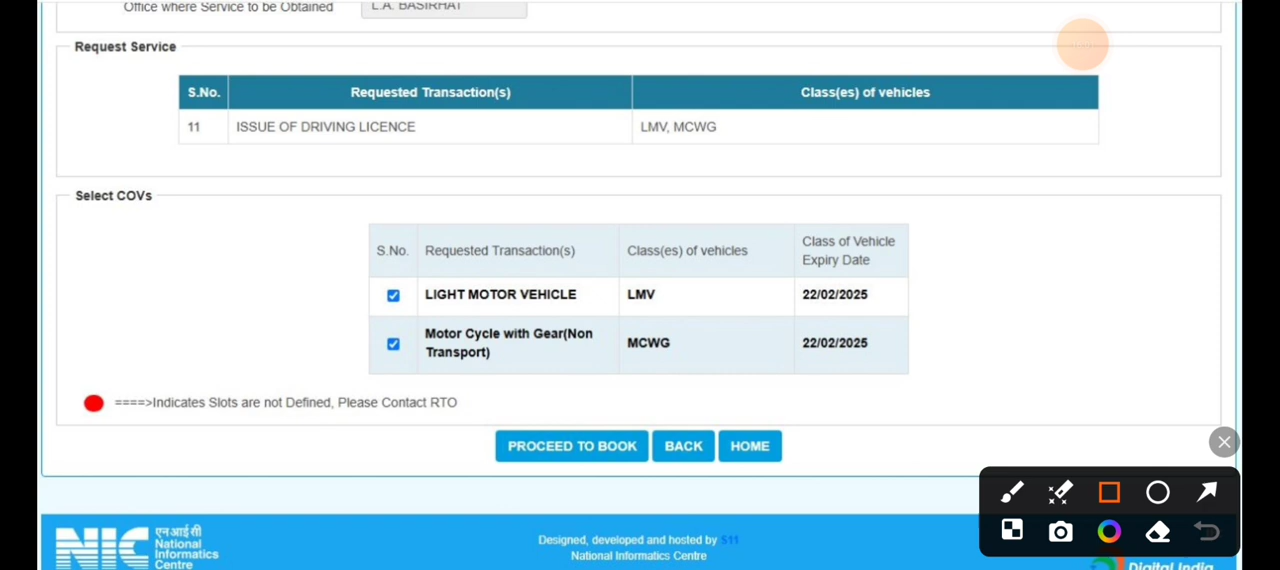 Office where Service to be Obtained
L.A. BASIRHAT
Request Service
S.No. Requested Transaction(s) Class(es) of vehicles
11 ISSUE OF DRIVING LICENCE LMV, MCWG
Select COVs
S.No. Requested Transaction(s) Class(es) of vehicles Class of Vehicle
Expiry Date
LIGHT MOTOR VEHICLE LMV 22/02/2025
Motor Cycle with Gear(Non
Transport) MCWG 22/02/2025
====>Indicates Slots are not Defined, Please Contact RTO
PROCEED TO BOOK BACK HOME
NIC
एन आई सी
National
Informatics
Centre
Designed, developed and hosted by S11
National Informatics Centre
Digital India